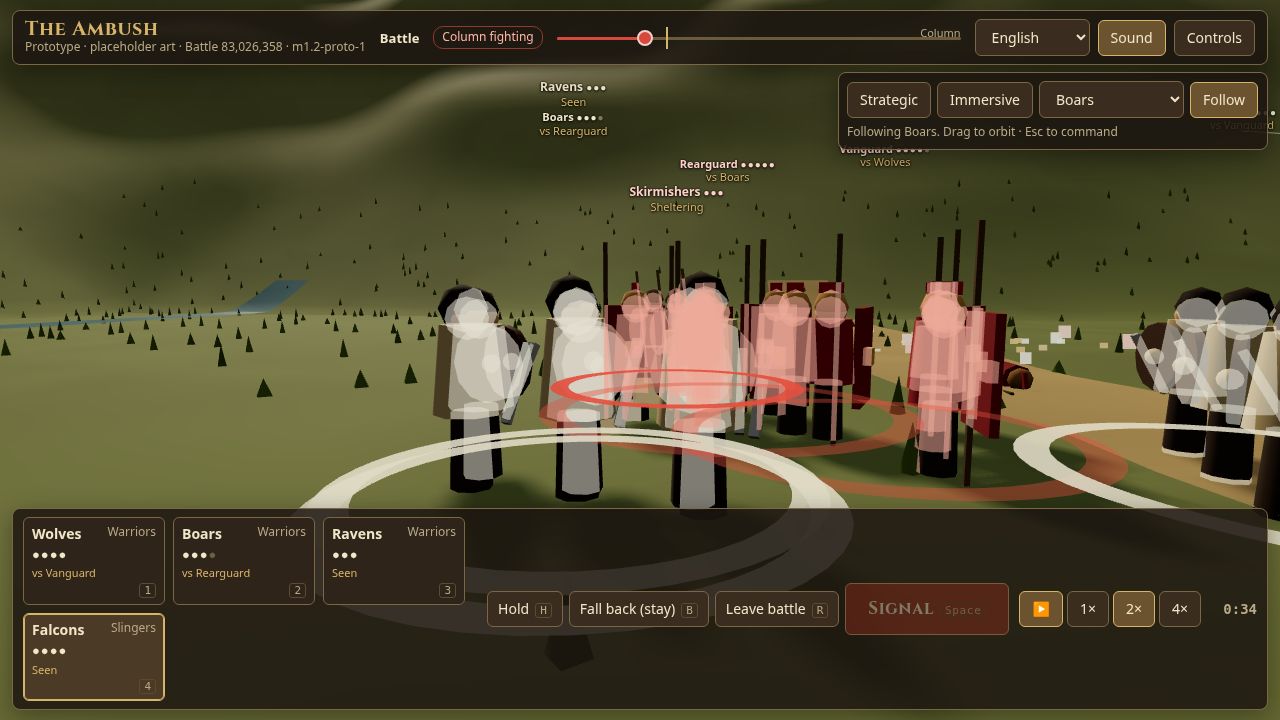 THE AMBUSH
Prototype · placeholder art · Battle 83,026,358 · m1.2-proto-1
Battle
Column fighting
Column
English
Sound
Controls
Strategic
Immersive
Boars
Follow
Following Boars. Drag to orbit · Esc to command
Ravens
Seen
Boars
vs Rearguard
Rearguard
vs Boars
Skirmishers
Sheltering
Vanguard
vs Wolves
vs Vanguard
Wolves Warriors
vs Vanguard
1
Boars Warriors
vs Rearguard
2
Ravens Warriors
Seen
3
Falcons Slingers
Seen
4
Hold H
Fall back (stay) B
Leave battle R
SIGNAL Space
1×
2×
4×
0:34